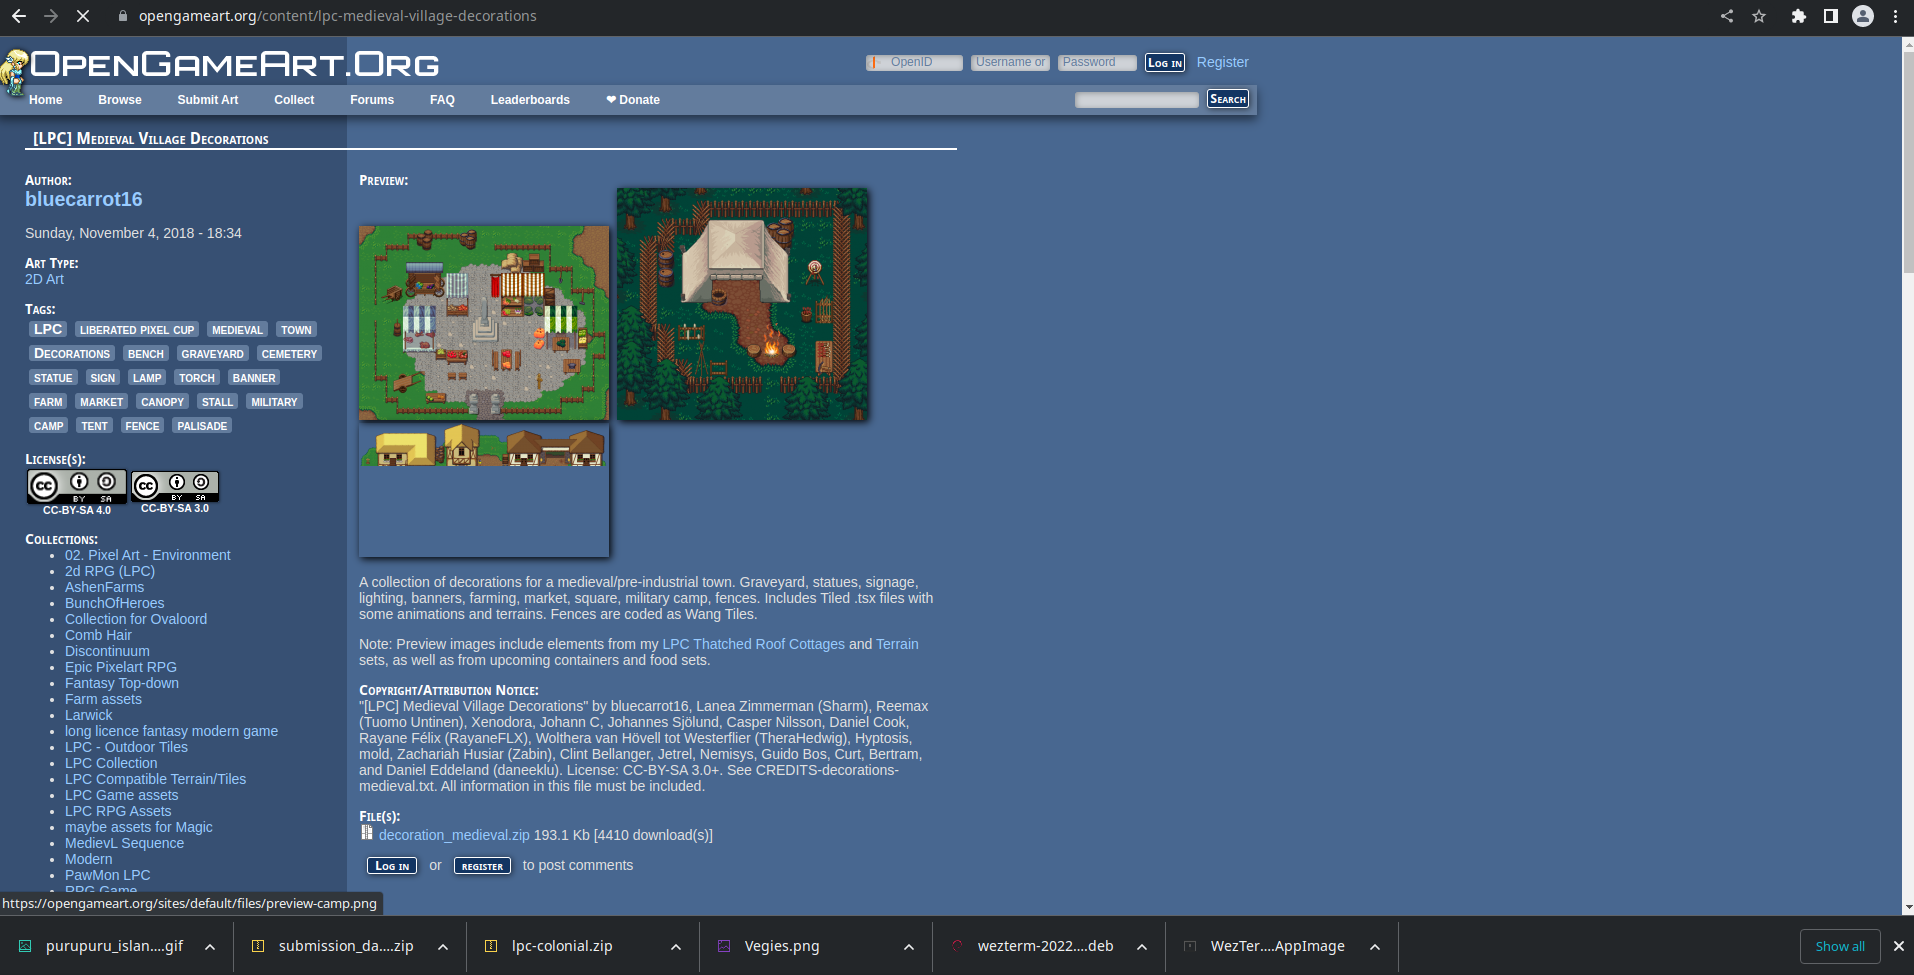 opengameart.org/content/lpc-medieval-village-decorations
OpenGameArt.Org
OpenID Username or Password Log in Register
Home Browse Submit Art Collect Forums FAQ Leaderboards ❤ Donate Search
[LPC] Medieval Village Decorations
Author:
bluecarrot16
Sunday, November 4, 2018 - 18:34
Art Type:
2D Art
Tags:
LPC LIBERATED PIXEL CUP MEDIEVAL TOWN
Decorations BENCH GRAVEYARD CEMETERY
STATUE SIGN LAMP TORCH BANNER
FARM MARKET CANOPY STALL MILITARY
CAMP TENT FENCE PALISADE
License(s):
cc BY SA cc BY SA
CC-BY-SA 4.0 CC-BY-SA 3.0
Collections:
02. Pixel Art - Environment
2d RPG (LPC)
AshenFarms
BunchOfHeroes
Collection for Ovaloord
Comb Hair
Discontinuum
Epic Pixelart RPG
Fantasy Top-down
Farm assets
Larwick
long licence fantasy modern game
LPC - Outdoor Tiles
LPC Collection
LPC Compatible Terrain/Tiles
LPC Game assets
LPC RPG Assets
maybe assets for Magic
MedievL Sequence
Modern
PawMon LPC
RPG Game
Preview:
A collection of decorations for a medieval/pre-industrial town. Graveyard, statues, signage,
lighting, banners, farming, market, square, military camp, fences. Includes Tiled .tsx files with
some animations and terrains. Fences are coded as Wang Tiles.
Note: Preview images include elements from my LPC Thatched Roof Cottages and Terrain
sets, as well as from upcoming containers and food sets.
Copyright/Attribution Notice:
"[LPC] Medieval Village Decorations" by bluecarrot16, Lanea Zimmerman (Sharm), Reemax
(Tuomo Untinen), Xenodora, Johann C, Johannes Sjölund, Casper Nilsson, Daniel Cook,
Rayane Félix (RayaneFLX), Wolthera van Hövell tot Westerflier (TheraHedwig), Hyptosis,
mold, Zachariah Husiar (Zabin), Clint Bellanger, Jetrel, Nemisys, Guido Bos, Curt, Bertram,
and Daniel Eddeland (daneeklu). License: CC-BY-SA 3.0+. See CREDITS-decorations-
medieval.txt. All information in this file must be included.
File(s):
decoration_medieval.zip 193.1 Kb [4410 download(s)]
Log in or register to post comments
https://opengameart.org/sites/default/files/preview-camp.png
purupuru_islan....gif submission_da....zip lpc-colonial.zip Vegies.png wezterm-2022....deb WezTer....AppImage Show all